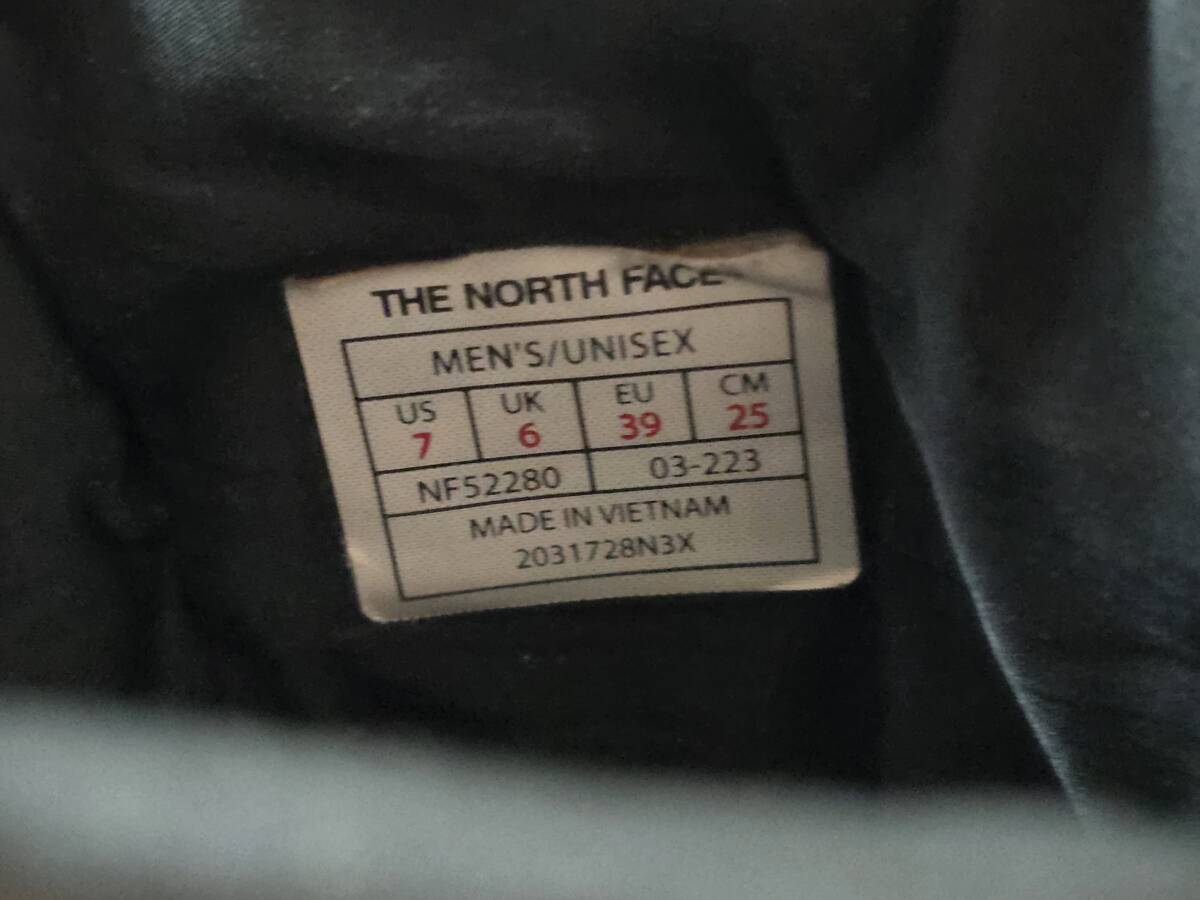 THE NORTH FACE
MEN'S/UNISEX
US UK EU CM
7 6 39 25
NF52280 03-223
MADE IN VIETNAM
2031728N3X